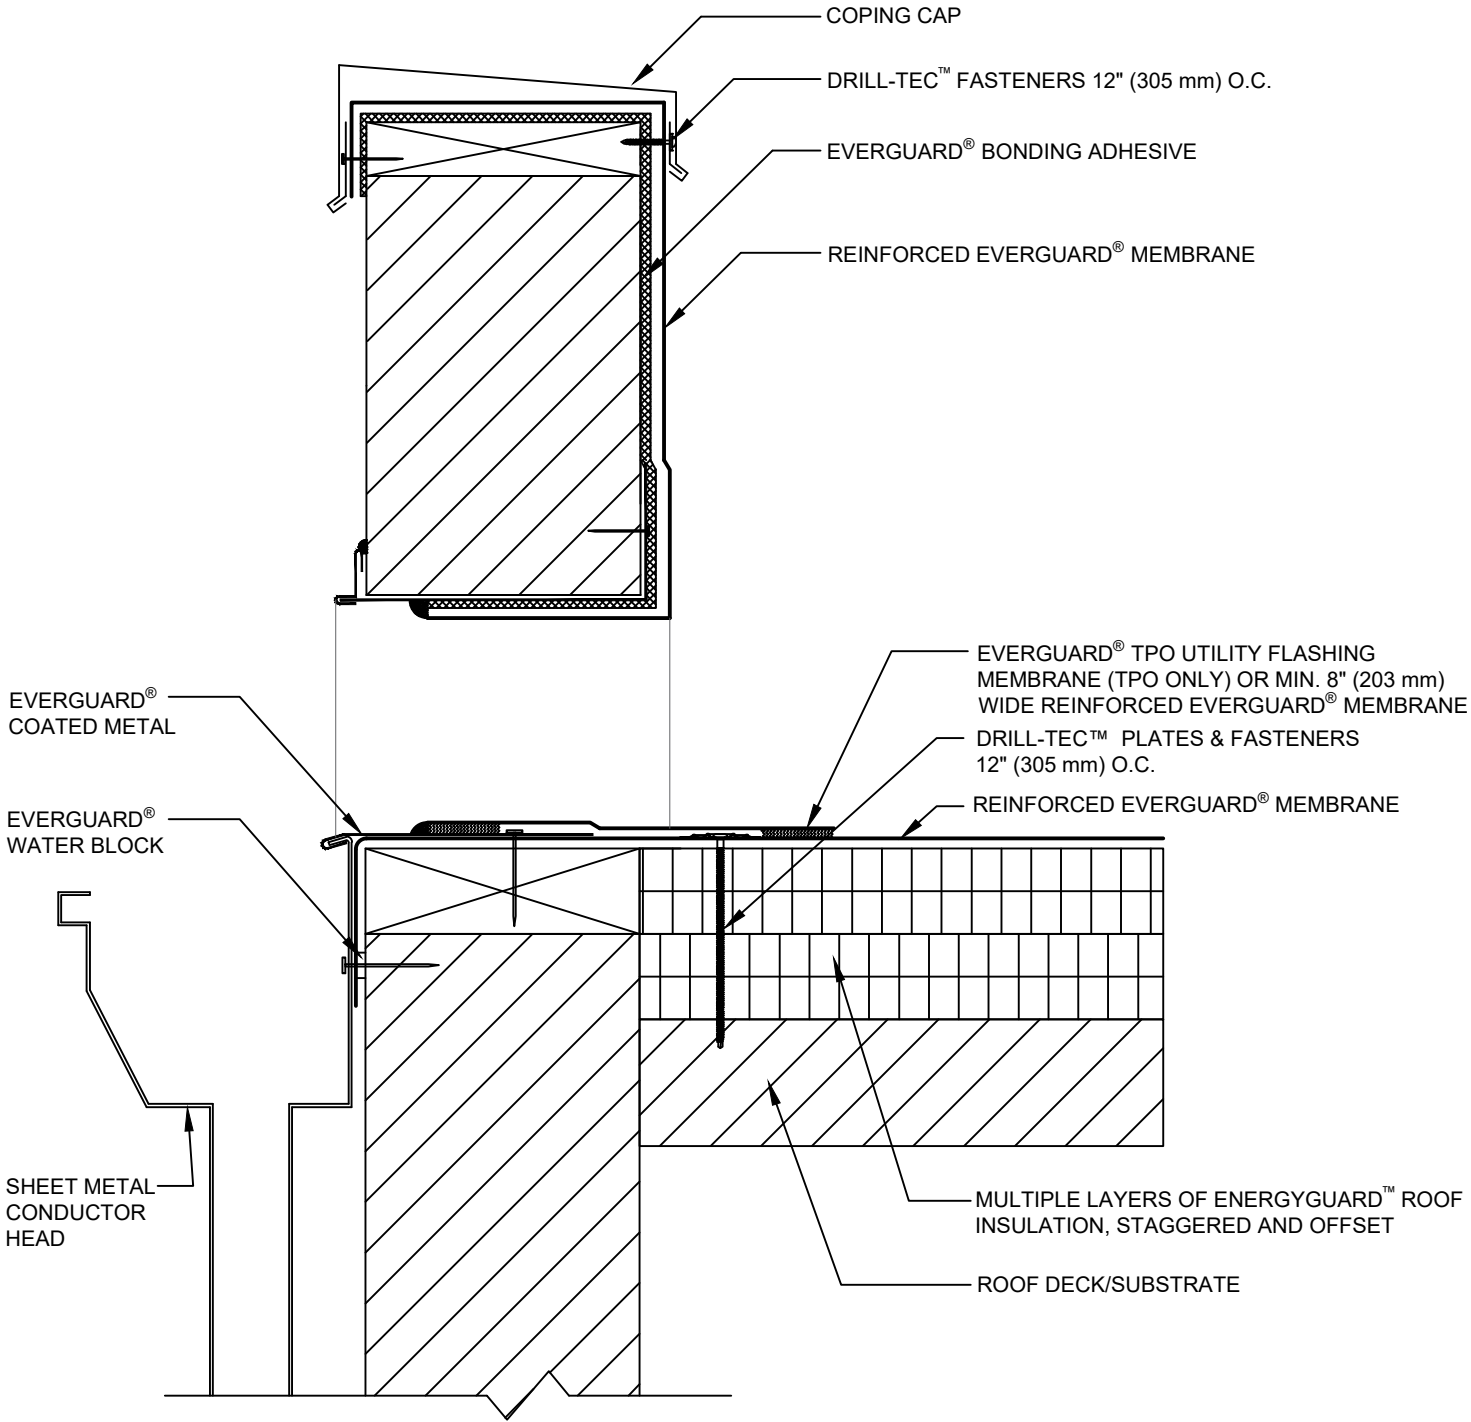 COPING CAP
DRILL-TEC™ FASTENERS 12" (305 mm) O.C.
EVERGUARD® BONDING ADHESIVE
REINFORCED EVERGUARD® MEMBRANE
EVERGUARD® TPO UTILITY FLASHING
MEMBRANE (TPO ONLY) OR MIN. 8" (203 mm)
WIDE REINFORCED EVERGUARD® MEMBRANE
EVERGUARD®
COATED METAL
DRILL-TEC™ PLATES & FASTENERS
12" (305 mm) O.C.
REINFORCED EVERGUARD® MEMBRANE
EVERGUARD®
WATER BLOCK
SHEET METAL
CONDUCTOR
HEAD
MULTIPLE LAYERS OF ENERGYGUARD™ ROOF
INSULATION, STAGGERED AND OFFSET
ROOF DECK/SUBSTRATE